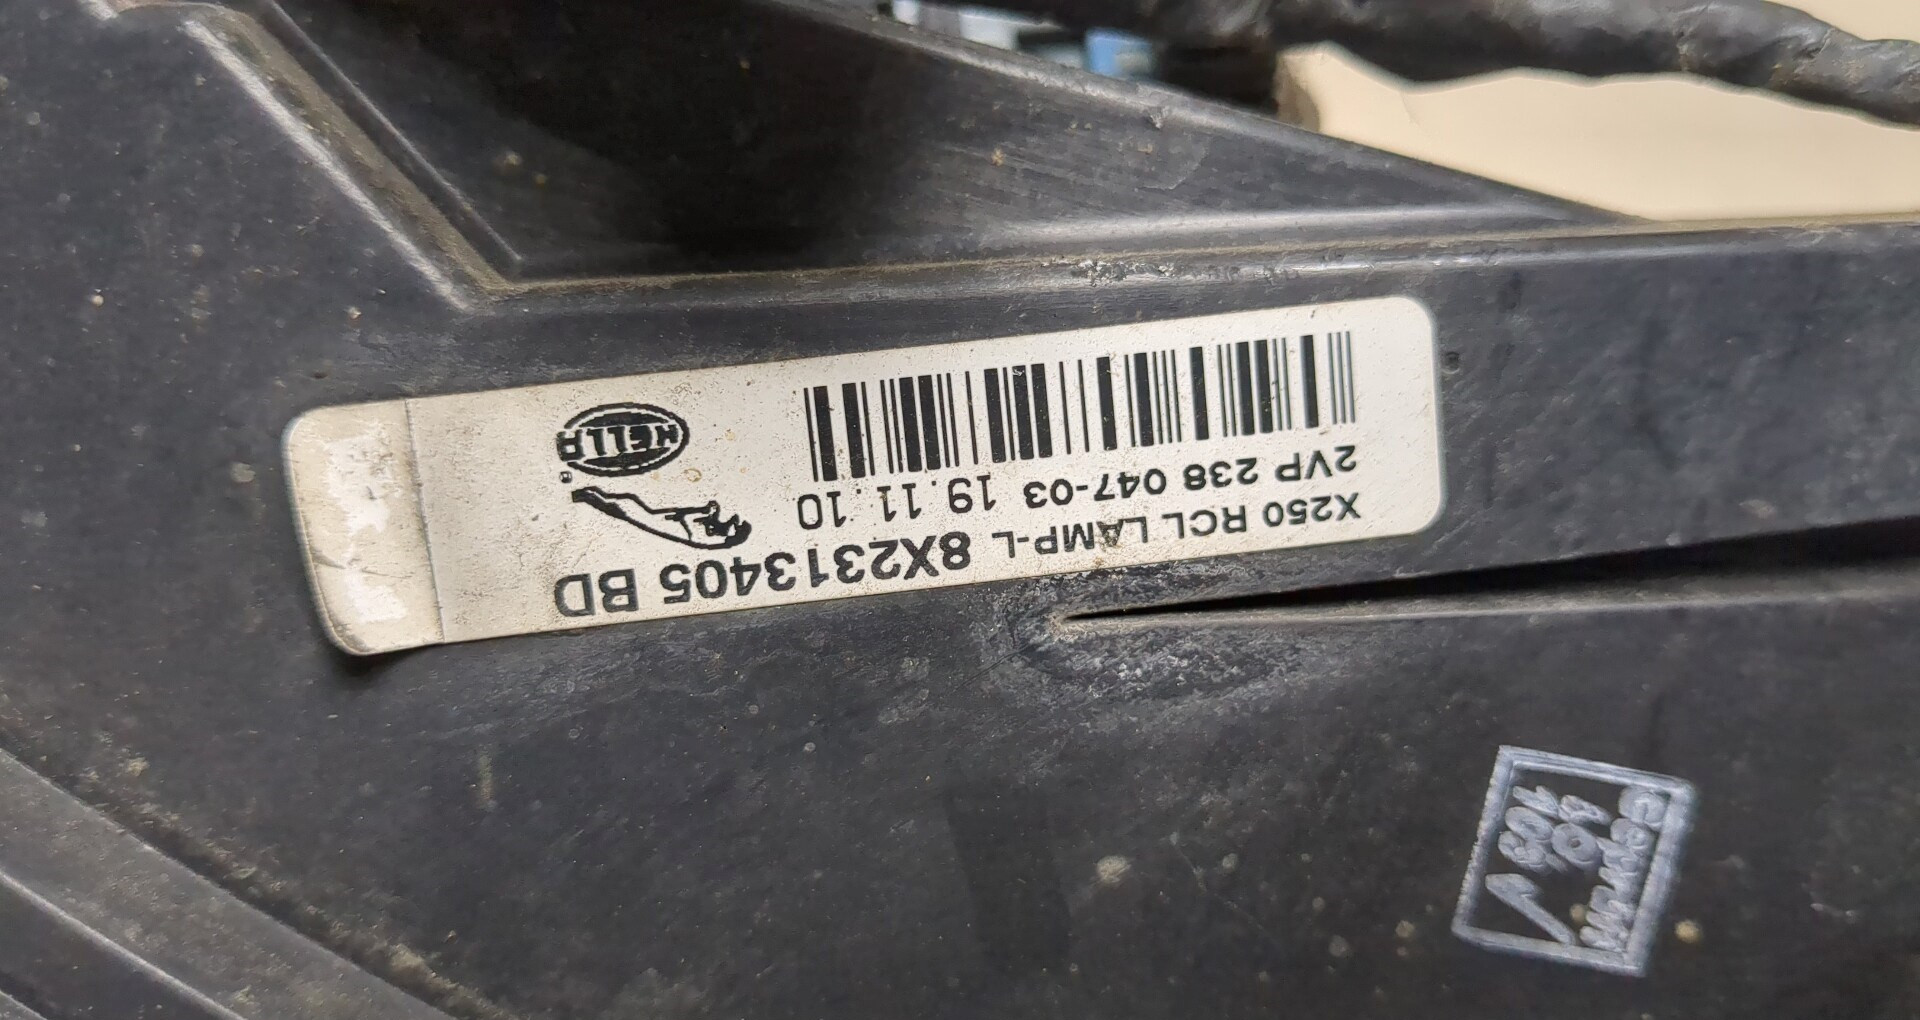 X250 RCL LAMP-L 8X2313405 BD
2VP 238 047-03 19.11.10
HELLA
®